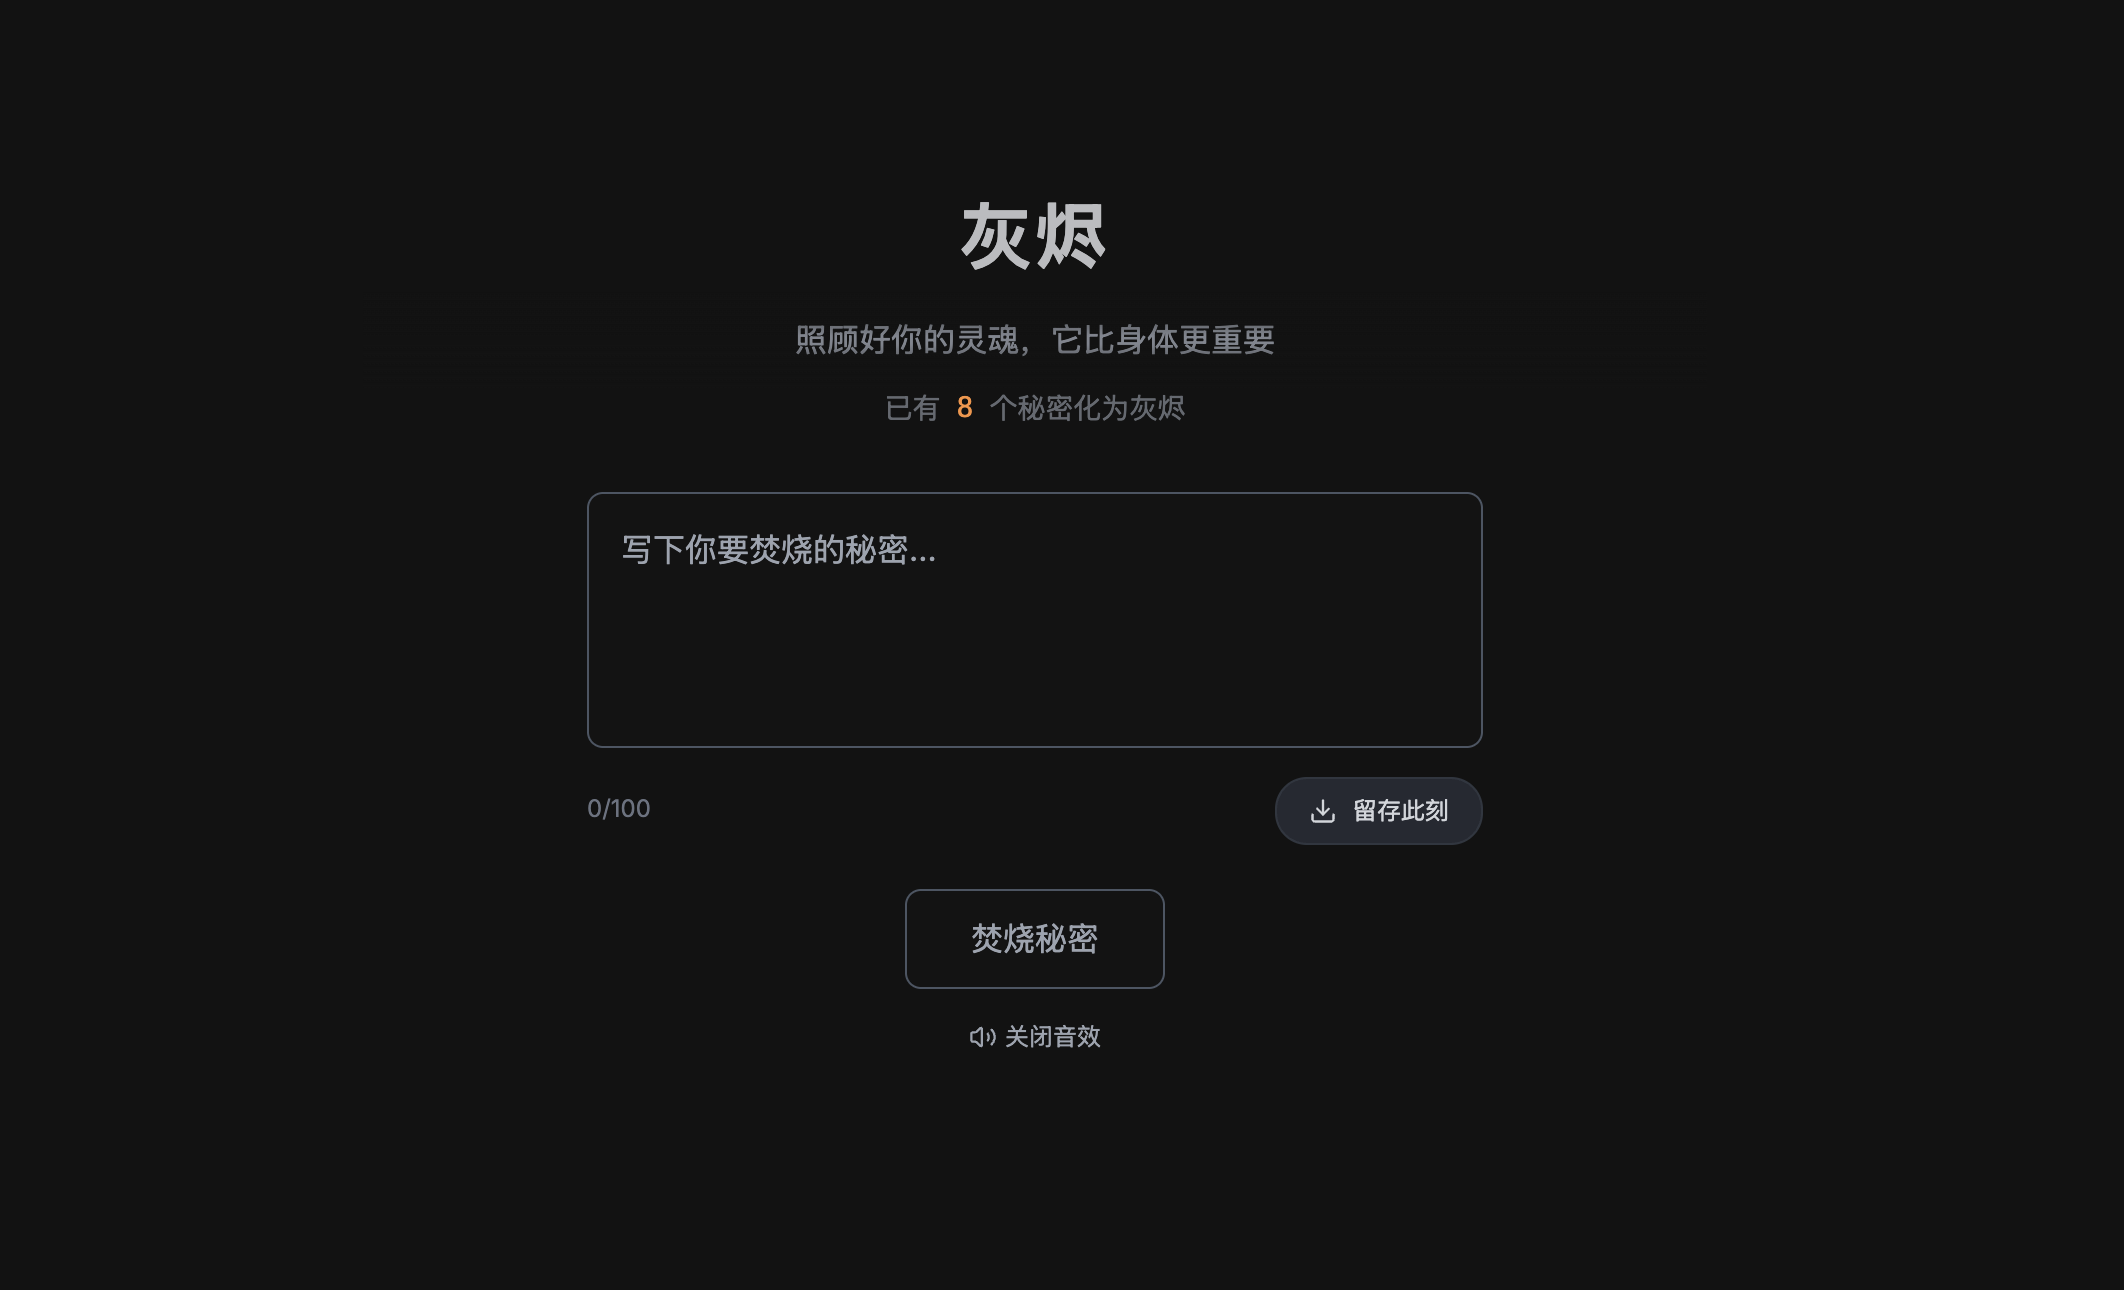 灰烬
照顾好你的灵魂，它比身体更重要
已有 8 个秘密化为灰烬
写下你要焚烧的秘密...
0/100
留存此刻
焚烧秘密
关闭音效